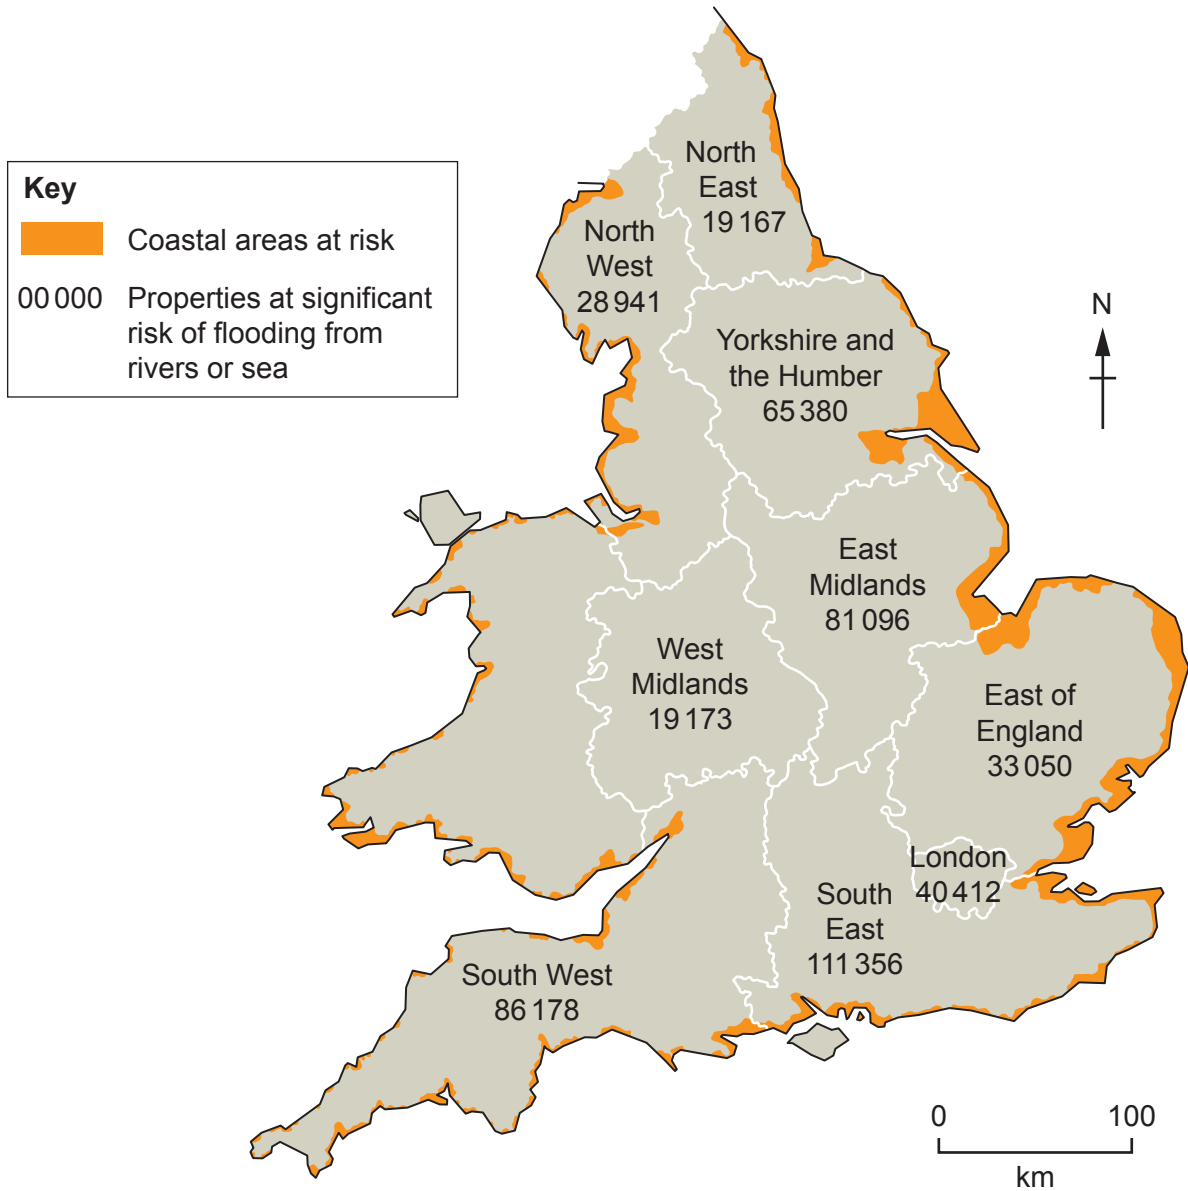 Key
Coastal areas at risk
00 000 Properties at significant
risk of flooding from
rivers or sea
North
East
19 167
North
West
28 941
N
Yorkshire and
the Humber
65 380
East
Midlands
81 096
West
Midlands
19 173
East of
England
33 050
London
40 412
South
East
111 356
South West
86 178
0 100
km